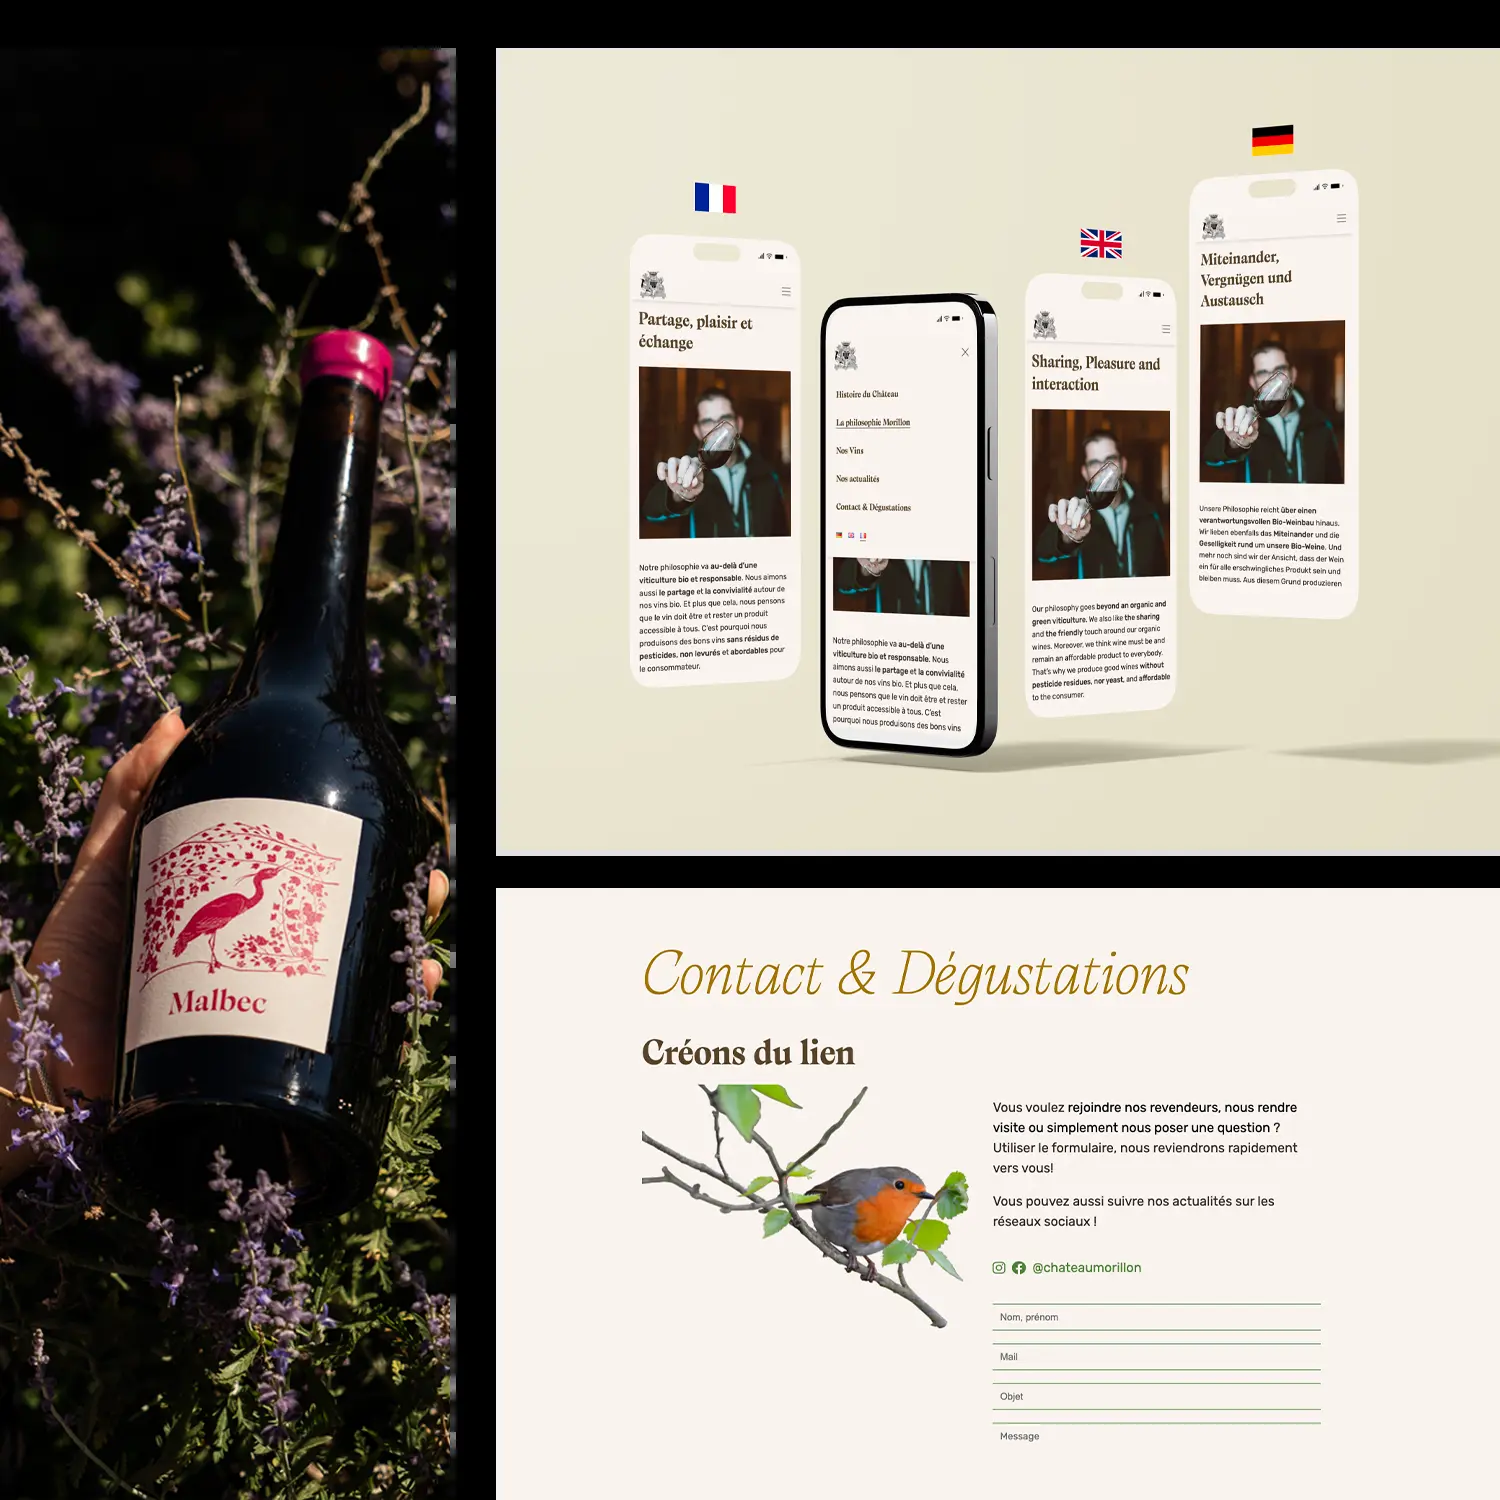 Malbec
Partage, plaisir et
échange
Notre philosophie va au-delà d'une
viticulture bio et responsable. Nous aimons
aussi le partage et la convivialité autour de
nos vins bio. Et plus que cela, nous pensons
que le vin doit être et rester un produit
accessible à tous. C'est pourquoi nous
produisons des bons vins sans résidus de
pesticides, non levurés et abordables pour
le consommateur.
Histoire du Château
La philosophie Morillon
Nos Vins
Nos actualités
Contact & Dégustations
Notre philosophie va au-delà d'une
viticulture bio et responsable. Nous
aimons aussi le partage et la convivialité
autour de nos vins bio. Et plus que cela,
nous pensons que le vin doit être et rester
un produit accessible à tous. C'est
pourquoi nous produisons des bons vins
Sharing, Pleasure and
interaction
Our philosophy goes beyond an organic and
green viticulture. We also like the sharing
and the friendly touch around our organic
wines. Moreover, we think wine must be and
remain an affordable product to everybody.
That's why we produce good wines without
pesticide residues, nor yeast, and affordable
to the consumer.
Miteinander,
Vergnügen und
Austausch
Unsere Philosophie reicht über einen
verantwortungsvollen Bio-Weinbau hinaus.
Wir lieben ebenfalls das Miteinander und die
Geselligkeit rund um unsere Bio-Weine. Und
mehr noch sind wir der Ansicht, dass der Wein
ein für alle erschwingliches Produkt sein und
bleiben muss. Aus diesem Grund produzieren
Contact & Dégustations
Créons du lien
Vous voulez rejoindre nos revendeurs, nous rendre
visite ou simplement nous poser une question ?
Utiliser le formulaire, nous reviendrons rapidement
vers vous!
Vous pouvez aussi suivre nos actualités sur les
réseaux sociaux !
@chateaumorillon
Nom, prénom
Mail
Objet
Message